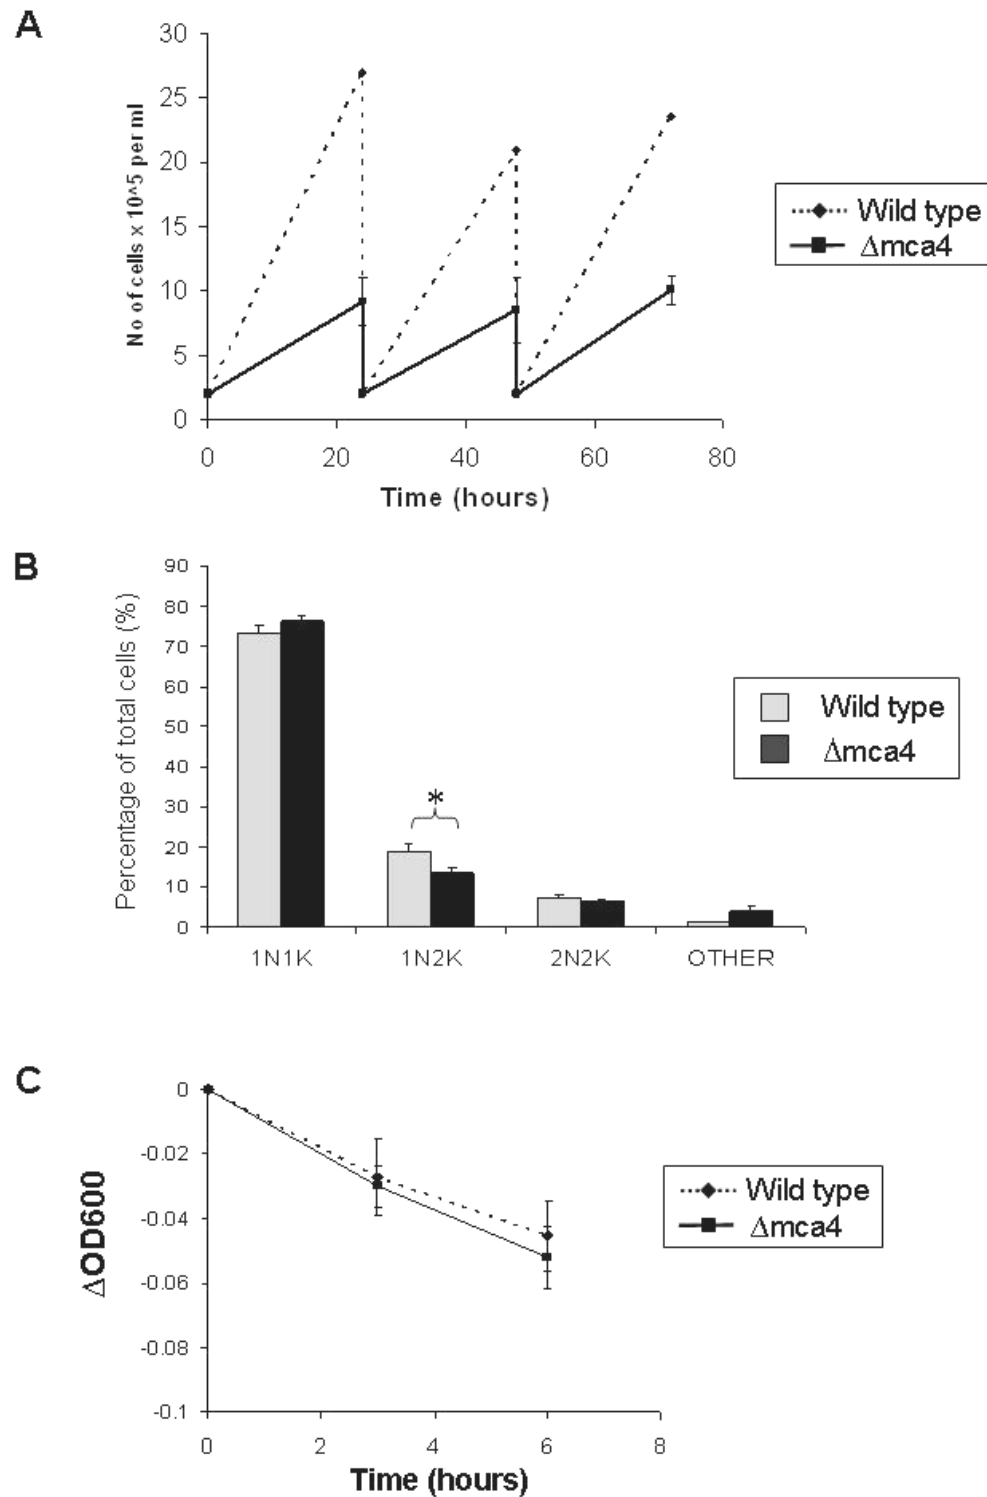 A
30
25
20
15
10
5
0
No of cells x 10^5 per ml
0 20 40 60 80
Time (hours)
Wild type
Δmca4
B
90
80
70
60
50
40
30
20
10
0
Percentage of total cells (%)
*
1N1K 1N2K 2N2K OTHER
Wild type
Δmca4
C
0
-0.02
-0.04
-0.06
-0.08
-0.1
ΔOD600
0 2 4 6 8
Time (hours)
Wild type
Δmca4